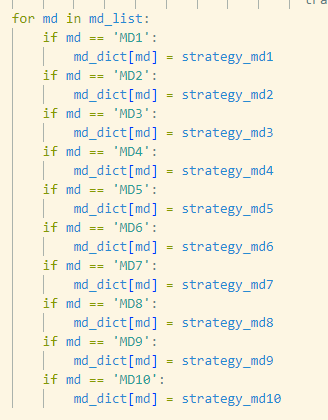 for md in md_list:
if md == 'MD1':
md_dict[md] = strategy_md1
if md == 'MD2':
md_dict[md] = strategy_md2
if md == 'MD3':
md_dict[md] = strategy_md3
if md == 'MD4':
md_dict[md] = strategy_md4
if md == 'MD5':
md_dict[md] = strategy_md5
if md == 'MD6':
md_dict[md] = strategy_md6
if md == 'MD7':
md_dict[md] = strategy_md7
if md == 'MD8':
md_dict[md] = strategy_md8
if md == 'MD9':
md_dict[md] = strategy_md9
if md == 'MD10':
md_dict[md] = strategy_md10